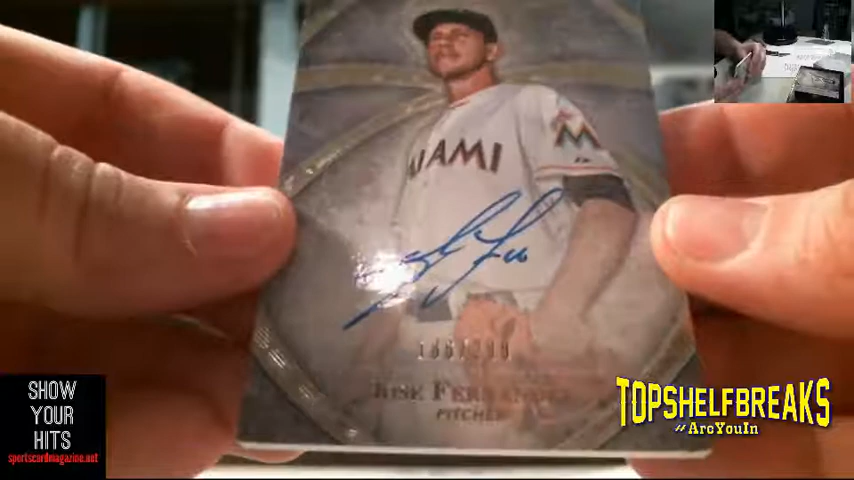 MIAMI
M
JOSE FERNANDEZ
PITCHER
SHOW
YOUR
HITS
sportscardmagazine.net
TOPSHELFBREAKS
#AreYouIn